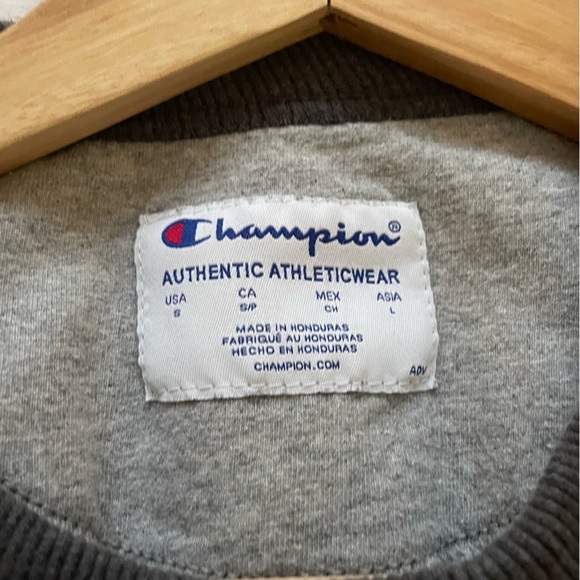 Champion®
AUTHENTIC ATHLETICWEAR
USA CA MEX ASIA
S S/P CH L
MADE IN HONDURAS
FABRIQUÉ AU HONDURAS
HECHO EN HONDURAS
CHAMPION.COM
ADV